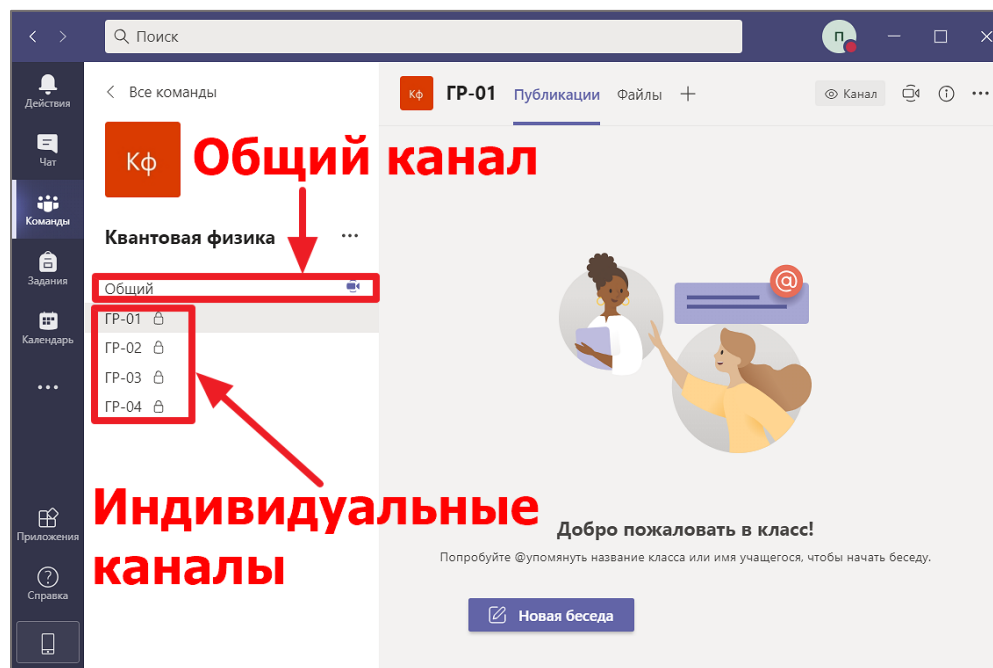 Поиск
П
Действия
Чат
Команды
Задания
Календарь
Приложения
Справка
Все команды
Кф
Общий канал
Квантовая физика
Общий
ГР-01
ГР-02
ГР-03
ГР-04
Индивидуальные
каналы
Кф ГР-01 Публикации Файлы Канал
@
Добро пожаловать в класс!
Попробуйте @упомянуть название класса или имя учащегося, чтобы начать беседу.
Новая беседа